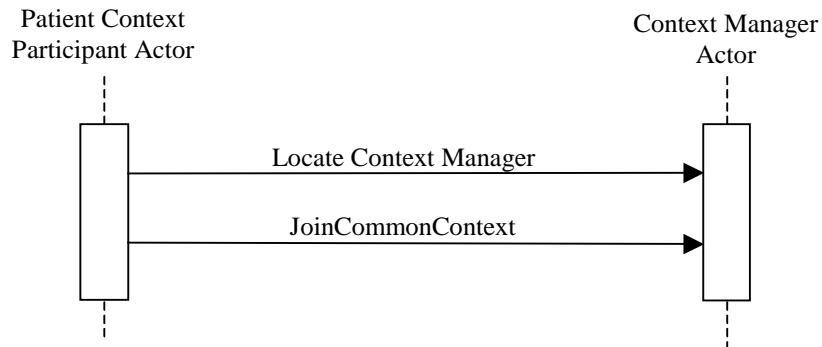 Patient Context
Participant Actor
Context Manager
Actor
Locate Context Manager
JoinCommonContext